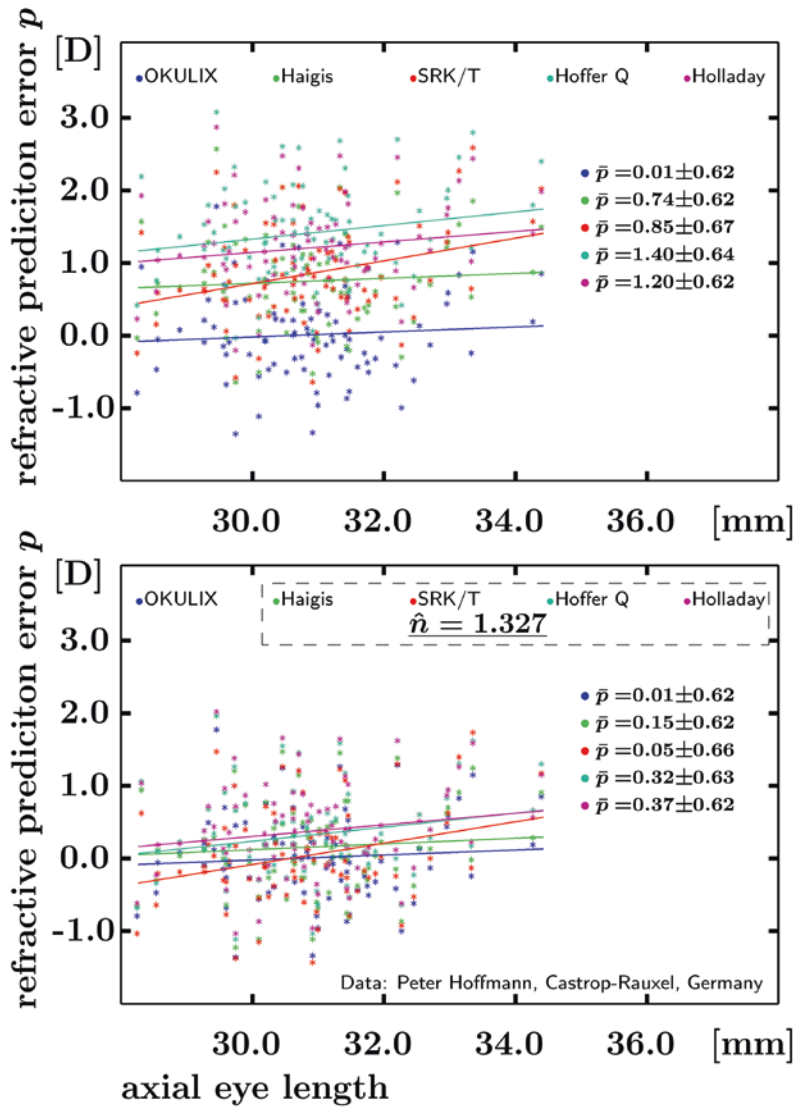 refractive prediciton error p
[D]
OKULIX Haigis SRK/T Hoffer Q Holladay
3.0
2.0
1.0
0.0
-1.0
p̄ =0.01±0.62
p̄ =0.74±0.62
p̄ =0.85±0.67
p̄ =1.40±0.64
p̄ =1.20±0.62
30.0 32.0 34.0 36.0 [mm]
refractive prediciton error p
[D]
OKULIX Haigis SRK/T Hoffer Q Holladay
n̂ = 1.327
3.0
2.0
1.0
0.0
-1.0
p̄ =0.01±0.62
p̄ =0.15±0.62
p̄ =0.05±0.66
p̄ =0.32±0.63
p̄ =0.37±0.62
Data: Peter Hoffmann, Castrop-Rauxel, Germany
30.0 32.0 34.0 36.0 [mm]
axial eye length